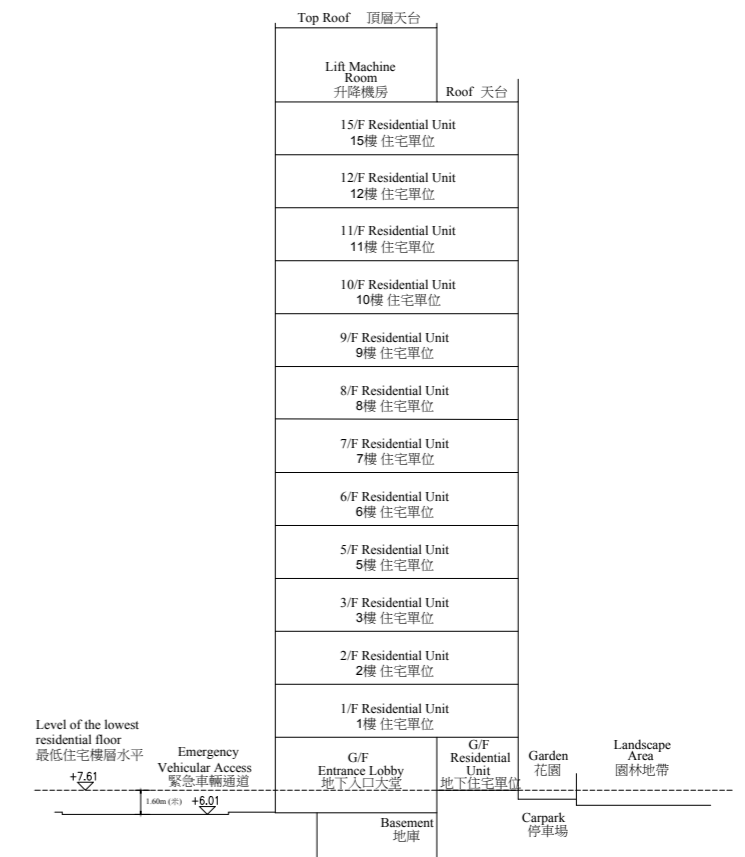 Top Roof 頂層天台
Lift Machine
Room
升降機房
Roof 天台
15/F Residential Unit
15樓 住宅單位
12/F Residential Unit
12樓 住宅單位
11/F Residential Unit
11樓 住宅單位
10/F Residential Unit
10樓 住宅單位
9/F Residential Unit
9樓 住宅單位
8/F Residential Unit
8樓 住宅單位
7/F Residential Unit
7樓 住宅單位
6/F Residential Unit
6樓 住宅單位
5/F Residential Unit
5樓 住宅單位
3/F Residential Unit
3樓 住宅單位
2/F Residential Unit
2樓 住宅單位
1/F Residential Unit
1樓 住宅單位
Level of the lowest
residential floor
最低住宅樓層水平
+7.61
Emergency
Vehicular Access
緊急車輛通道
1.60m (米)
+6.01
G/F
Entrance Lobby
地下入口大堂
G/F
Residential
Unit
地下住宅單位
Garden
花園
Landscape
Area
園林地帶
Basement
地庫
Carpark
停車場